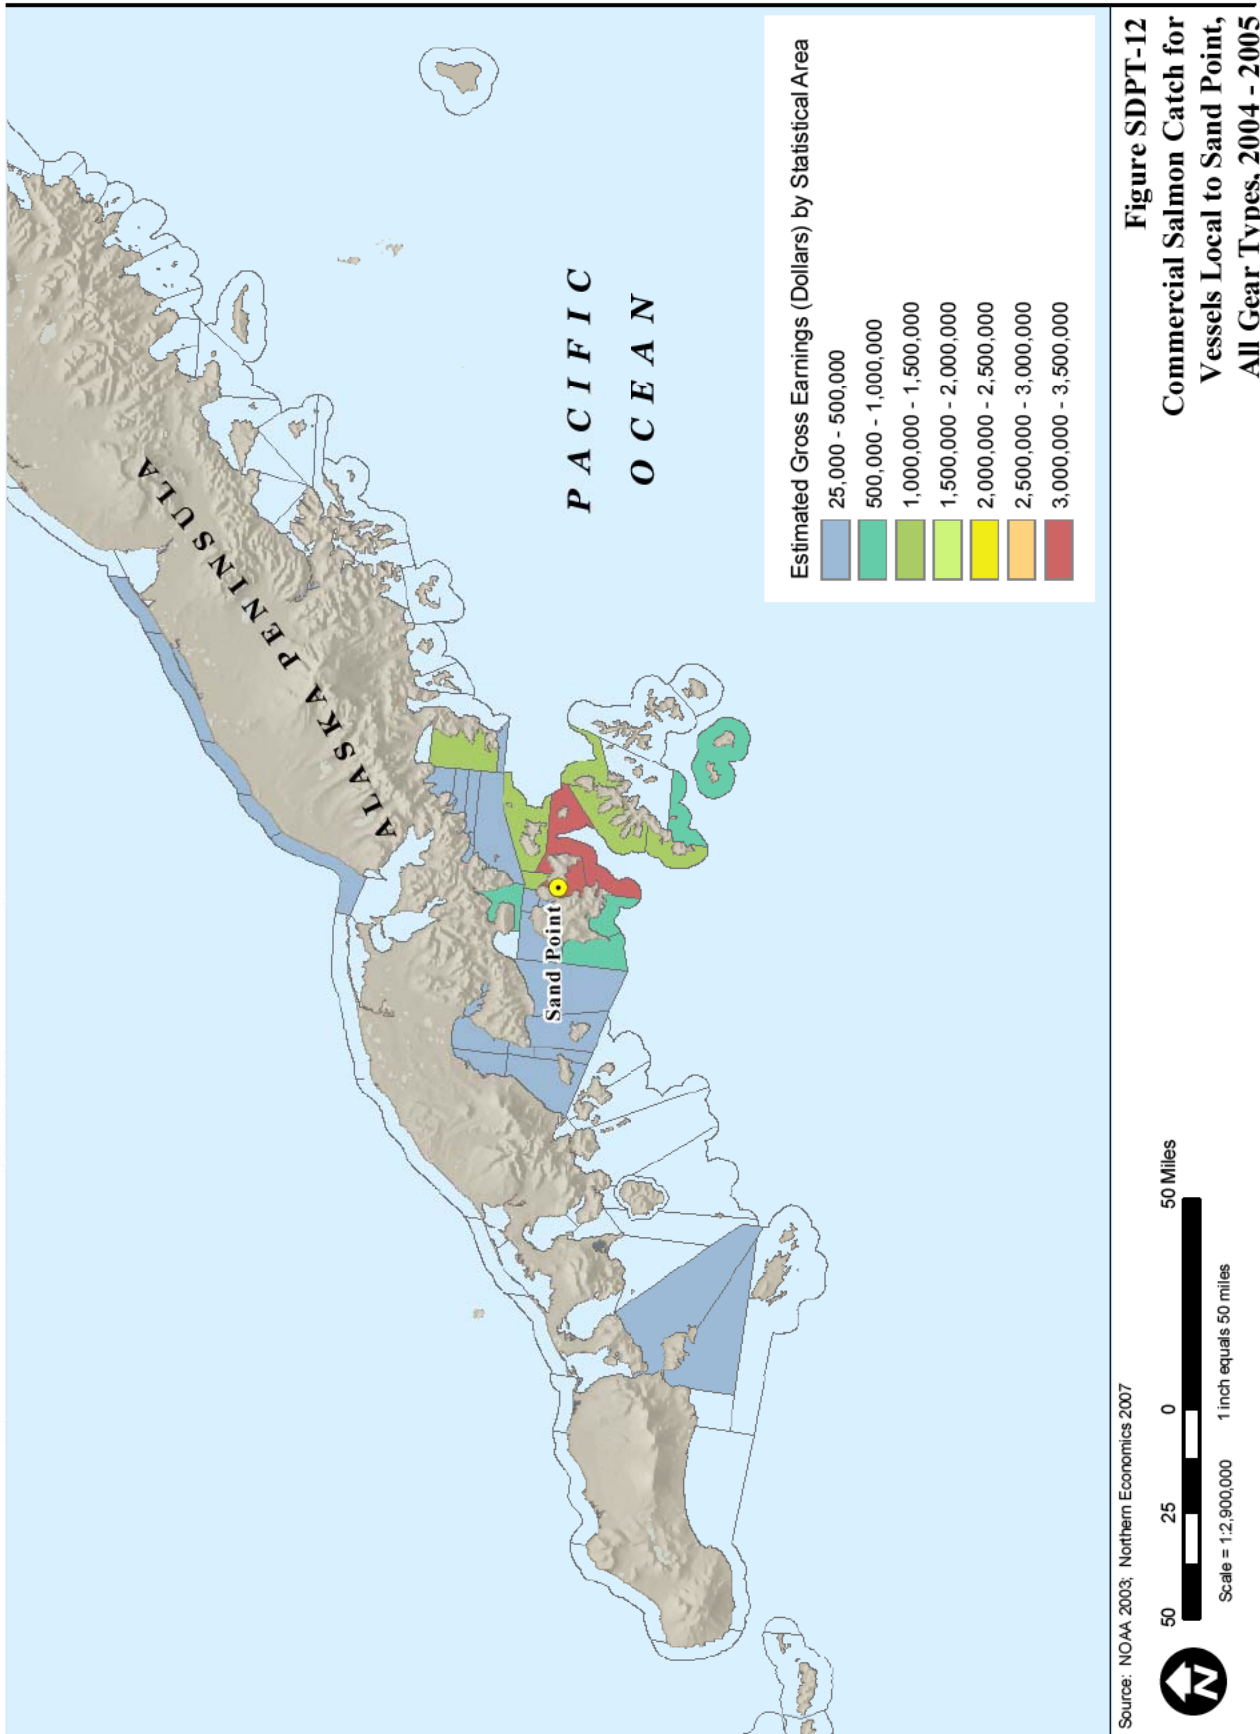 ALASKA PENINSULA
PACIFIC
OCEAN
Sand Point
Estimated Gross Earnings (Dollars) by Statistical Area
25,000 - 500,000
500,000 - 1,000,000
1,000,000 - 1,500,000
1,500,000 - 2,000,000
2,000,000 - 2,500,000
2,500,000 - 3,000,000
3,000,000 - 3,500,000
Source: NOAA 2003; Northern Economics 2007
50 25 0 50 Miles
Scale = 1:2,900,000 1 inch equals 50 miles
N
Figure SDPT-12
Commercial Salmon Catch for
Vessels Local to Sand Point,
All Gear Types, 2004 - 2005